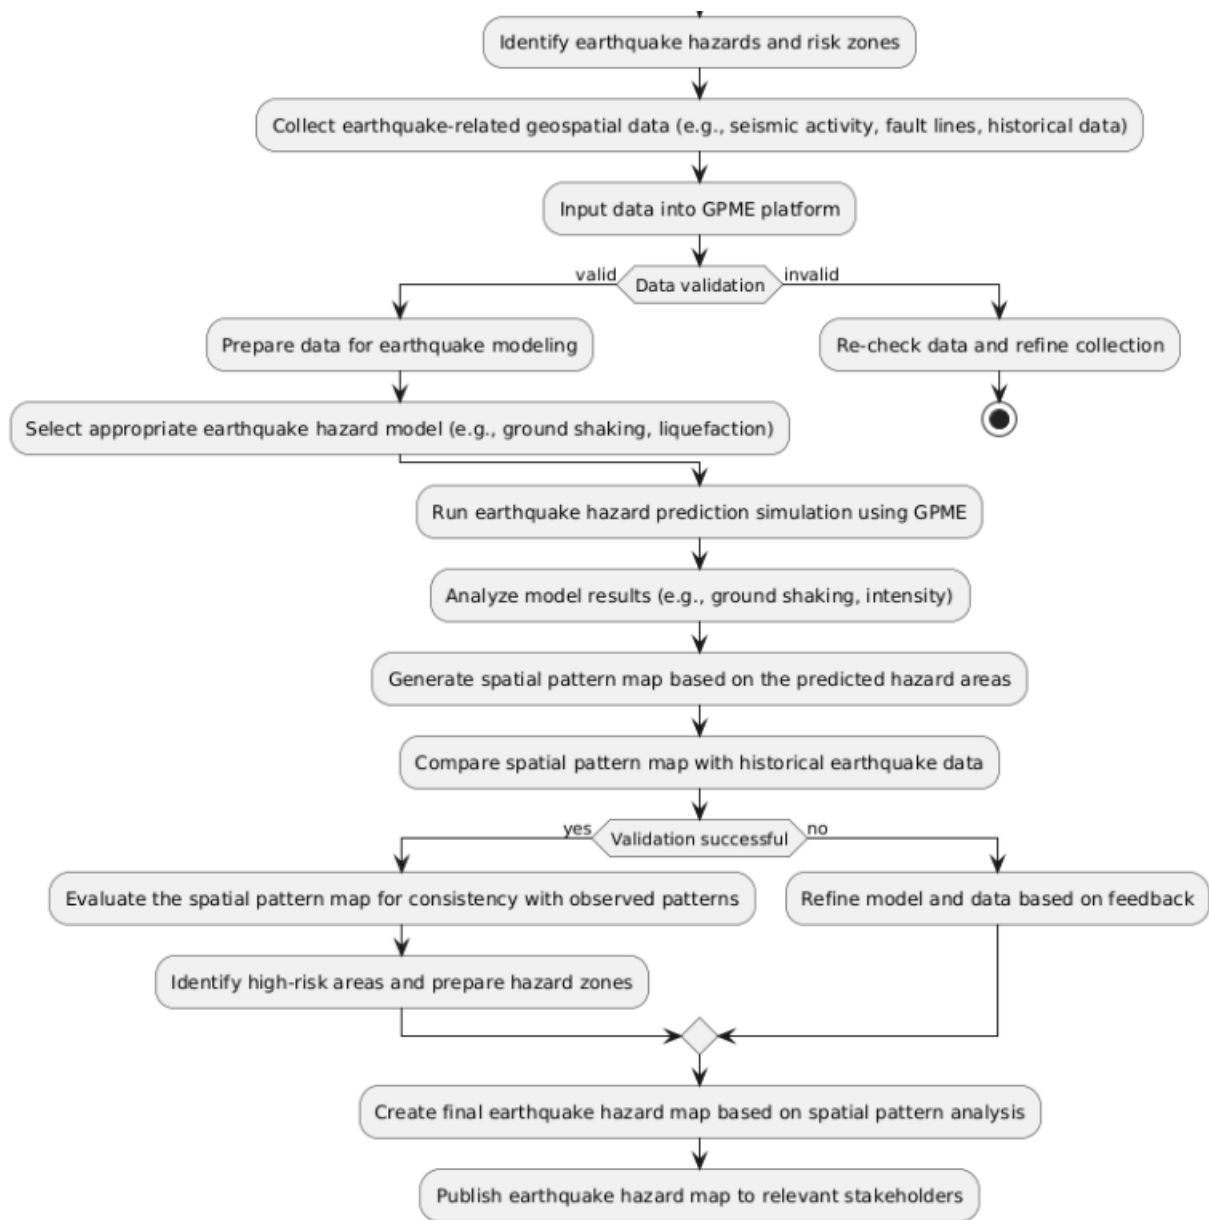 Identify earthquake hazards and risk zones
Collect earthquake-related geospatial data (e.g., seismic activity, fault lines, historical data)
Input data into GPME platform
valid
Data validation
invalid
Prepare data for earthquake modeling
Re-check data and refine collection
Select appropriate earthquake hazard model (e.g., ground shaking, liquefaction)
Run earthquake hazard prediction simulation using GPME
Analyze model results (e.g., ground shaking, intensity)
Generate spatial pattern map based on the predicted hazard areas
Compare spatial pattern map with historical earthquake data
yes
Validation successful
no
Evaluate the spatial pattern map for consistency with observed patterns
Refine model and data based on feedback
Identify high-risk areas and prepare hazard zones
Create final earthquake hazard map based on spatial pattern analysis
Publish earthquake hazard map to relevant stakeholders